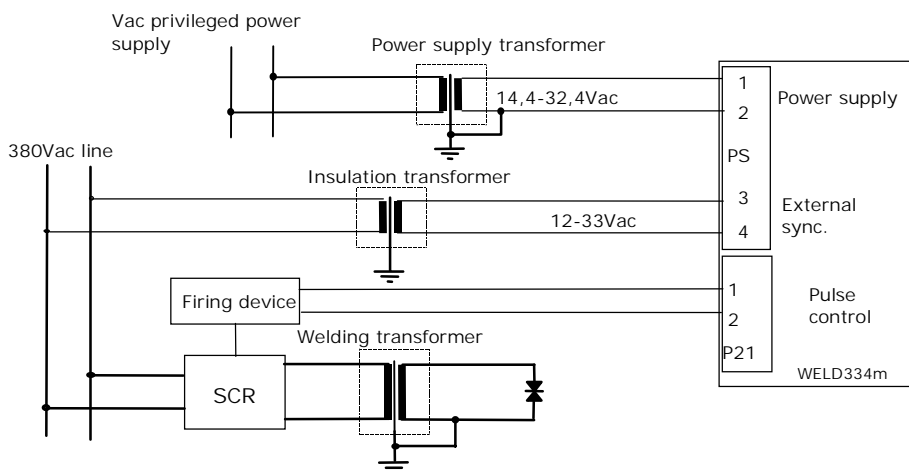 Vac privileged power
supply
Power supply transformer
1
14,4-32,4Vac
2
Power supply
PS
380Vac line
Insulation transformer
3
12-33Vac
4
External
sync.
Firing device
1
2
Pulse
control
P21
WELD334m
Welding transformer
SCR